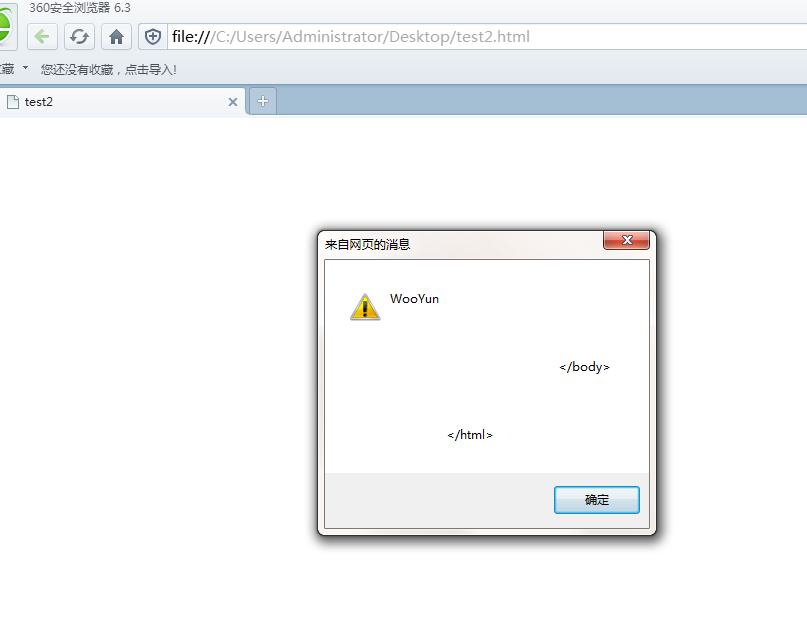 360安全浏览器 6.3
file:///C:/Users/Administrator/Desktop/test2.html
藏 您还没有收藏，点击导入!
test2
来自网页的消息
WooYun
</body>
</html>
确定